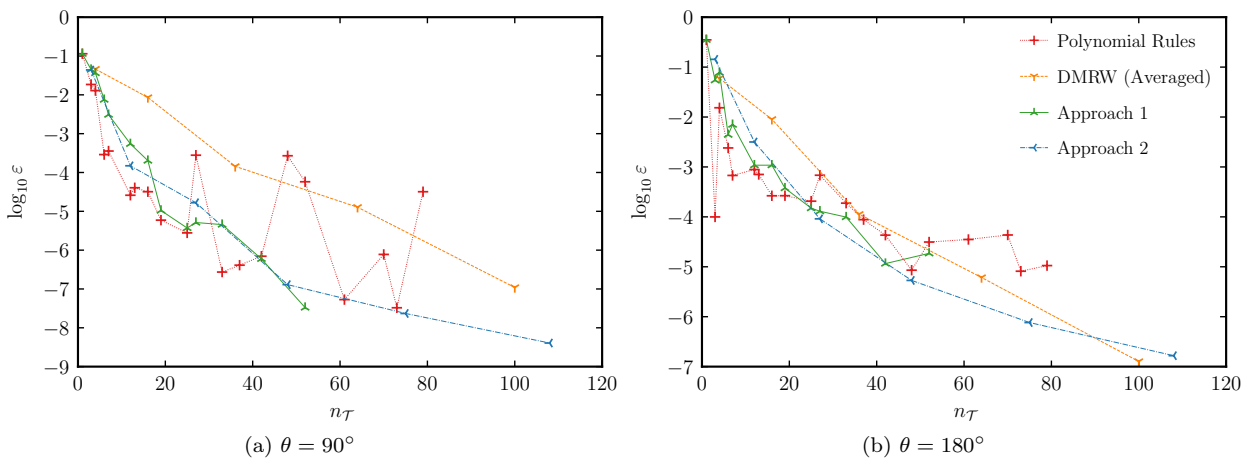 0
−1
−2
−3
−4
−5
−6
−7
−8
−9
log₁₀ ε
0 20 40 60 80 100 120
n_𝒯
(a) θ = 90°
0
−1
−2
−3
−4
−5
−6
−7
log₁₀ ε
0 20 40 60 80 100 120
n_𝒯
Polynomial Rules
DMRW (Averaged)
Approach 1
Approach 2
(b) θ = 180°